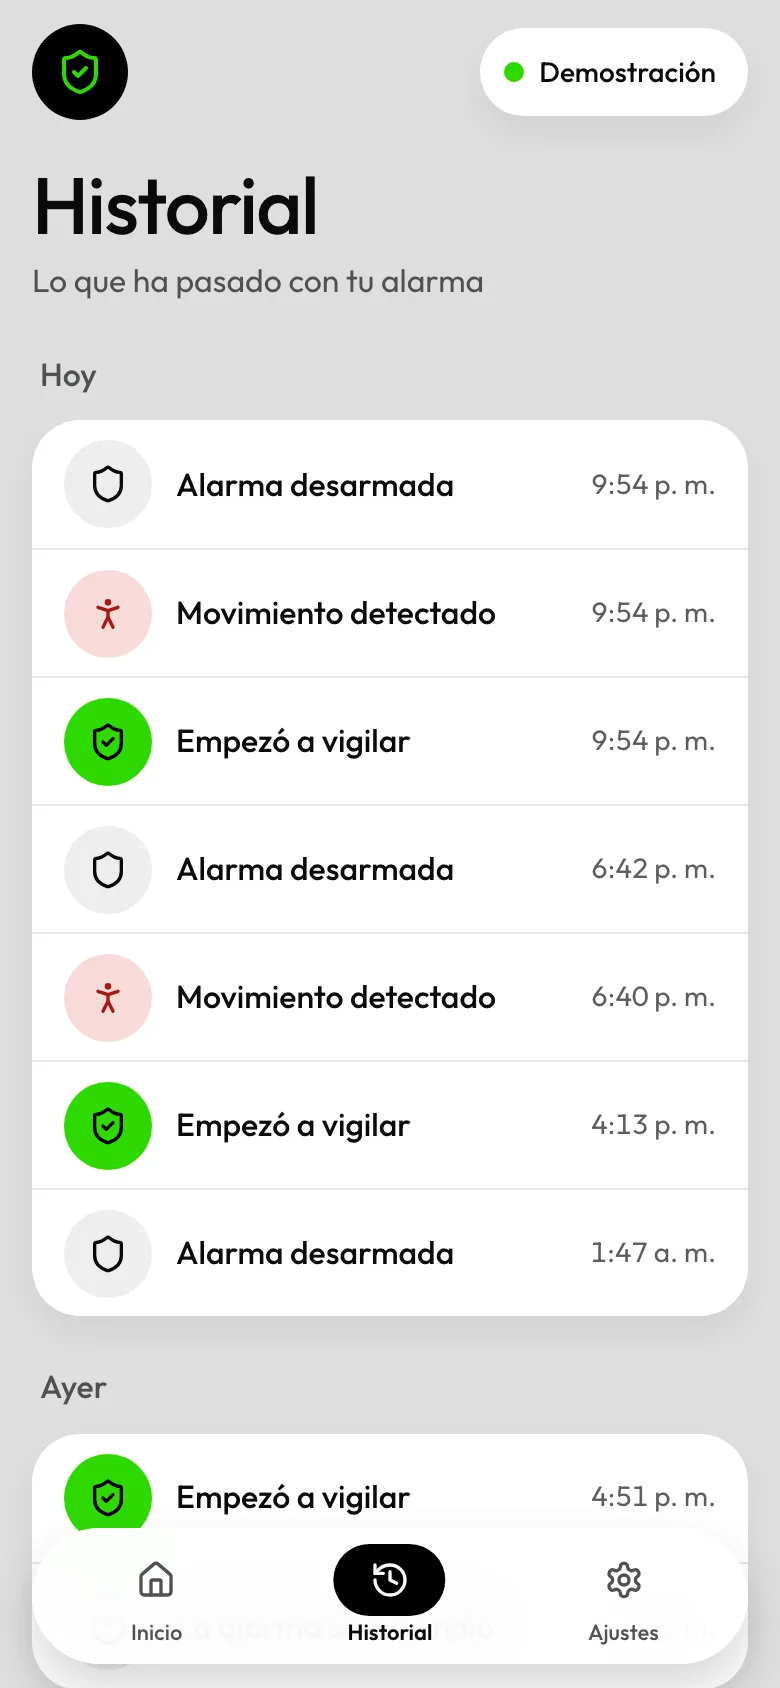 Demostración
Historial
Lo que ha pasado con tu alarma
Hoy
Alarma desarmada 9:54 p. m.
Movimiento detectado 9:54 p. m.
Empezó a vigilar 9:54 p. m.
Alarma desarmada 6:42 p. m.
Movimiento detectado 6:40 p. m.
Empezó a vigilar 4:13 p. m.
Alarma desarmada 1:47 a. m.
Ayer
Empezó a vigilar 4:51 p. m.
Inicio Historial Ajustes